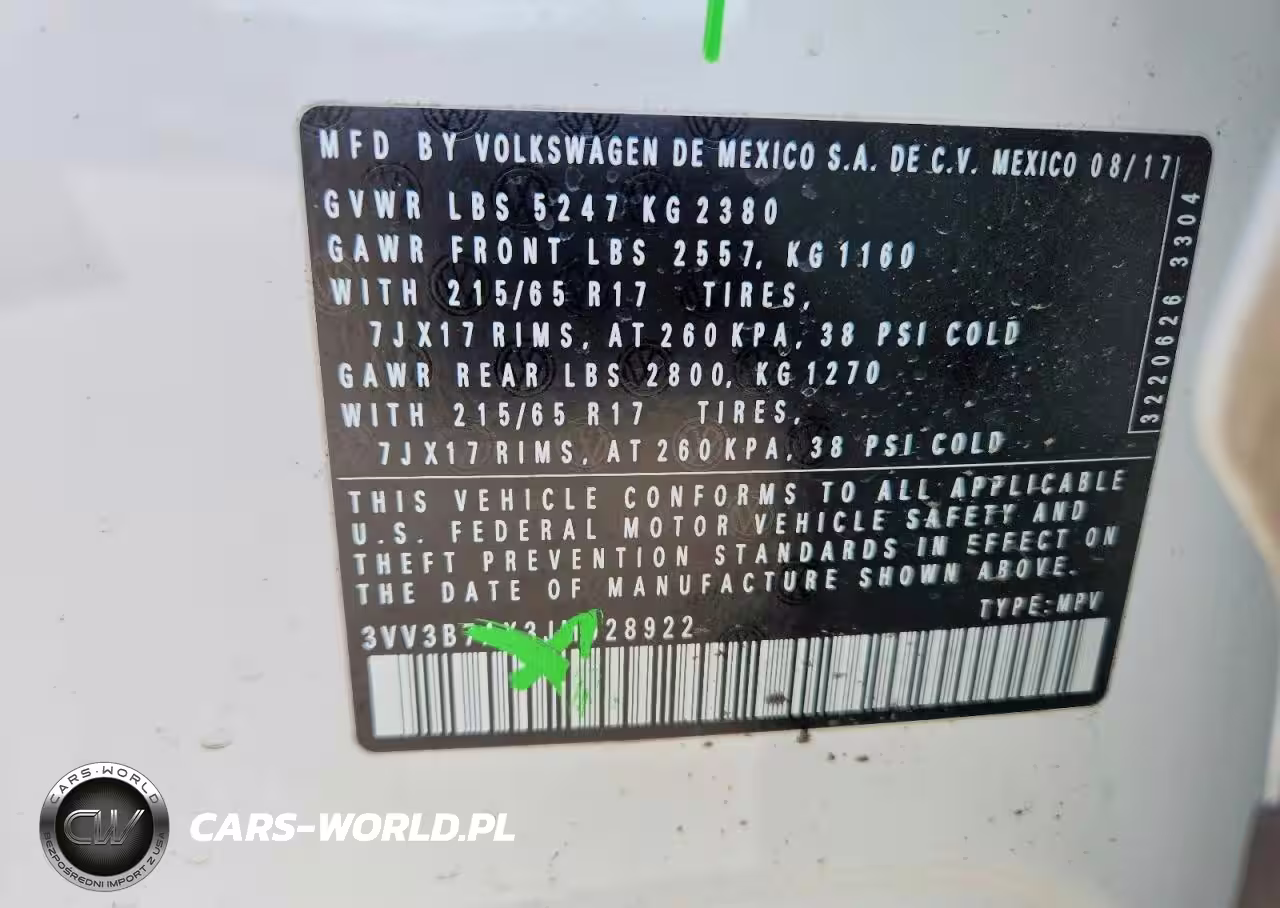 MFD BY VOLKSWAGEN DE MEXICO S.A. DE C.V. MEXICO 08/17
GVWR LBS 5247 KG 2380
GAWR FRONT LBS 2557, KG 1160
WITH 215/65 R17 TIRES,
7JX17 RIMS, AT 260 KPA, 38 PSI COLD
GAWR REAR LBS 2800, KG 1270
WITH 215/65 R17 TIRES,
7JX17 RIMS, AT 260 KPA, 38 PSI COLD
3220626 3304
THIS VEHICLE CONFORMS TO ALL APPLICABLE
U.S. FEDERAL MOTOR VEHICLE SAFETY AND
THEFT PREVENTION STANDARDS IN EFFECT ON
THE DATE OF MANUFACTURE SHOWN ABOVE.
TYPE:MPV
CARS-WORLD
CW
BEZPOŚREDNI IMPORT Z USA
CARS-WORLD.PL